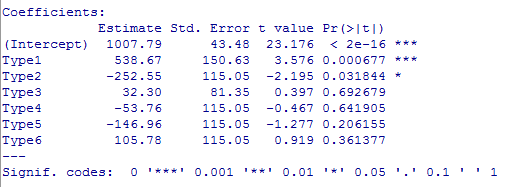 Coefficients:
Estimate Std. Error t value Pr(>|t|)
(Intercept) 1007.79 43.48 23.176 < 2e-16 ***
Type1 538.67 150.63 3.576 0.000677 ***
Type2 -252.55 115.05 -2.195 0.031844 *
Type3 32.30 81.35 0.397 0.692679
Type4 -53.76 115.05 -0.467 0.641905
Type5 -146.96 115.05 -1.277 0.206155
Type6 105.78 115.05 0.919 0.361377
---
Signif. codes: 0 '***' 0.001 '**' 0.01 '*' 0.05 '.' 0.1 ' ' 1